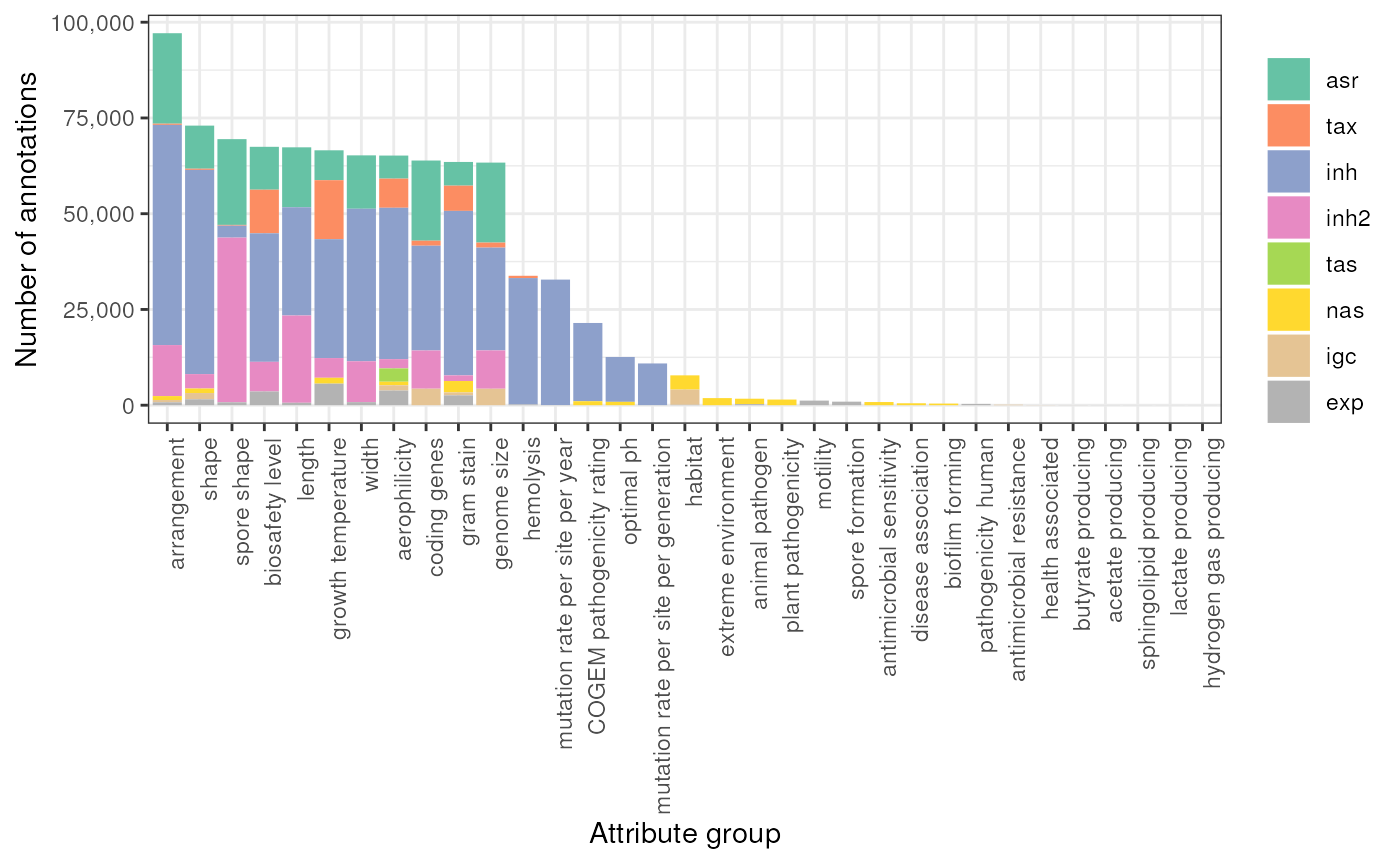 Number of annotations
100,000
75,000
50,000
25,000
0
arrangement
shape
spore shape
biosafety level
length
growth temperature
width
aerophilicity
coding genes
gram stain
genome size
hemolysis
mutation rate per site per year
COGEM pathogenicity rating
optimal ph
mutation rate per site per generation
habitat
extreme environment
animal pathogen
plant pathogenicity
motility
spore formation
antimicrobial sensitivity
disease association
biofilm forming
pathogenicity human
antimicrobial resistance
health associated
butyrate producing
acetate producing
sphingolipid producing
lactate producing
hydrogen gas producing
Attribute group
asr
tax
inh
inh2
tas
nas
igc
exp